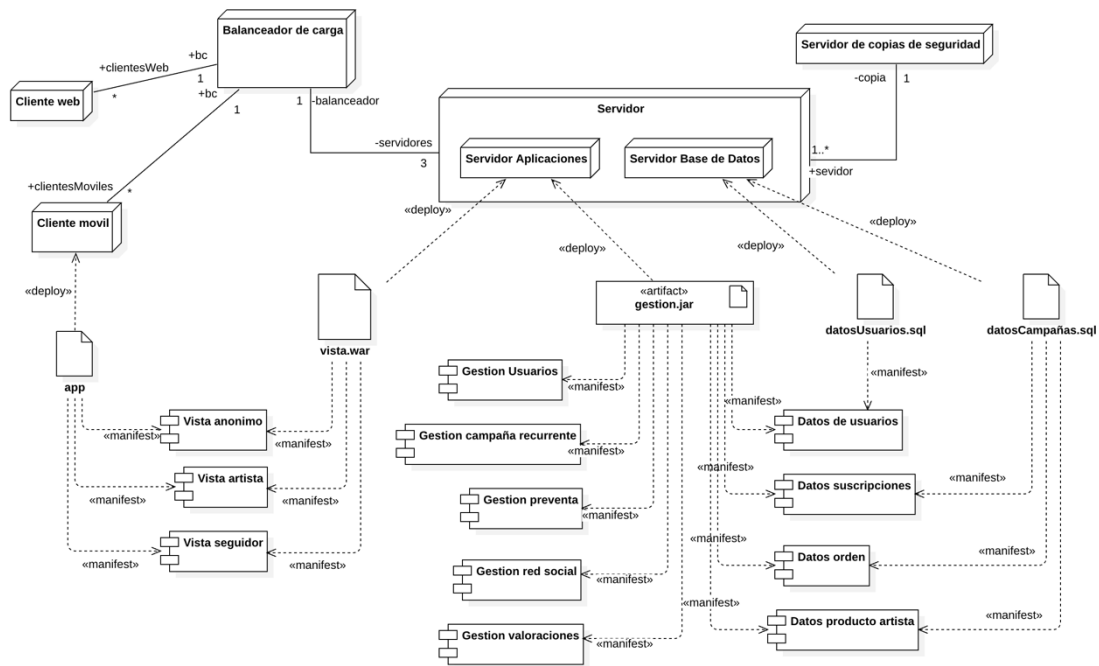 Balanceador de carga
Servidor de copias de seguridad
+bc
+clientesWeb
1
-copia
1
Cliente web
*
+bc
1
1
-balanceador
Servidor
-servidores
3
Servidor Aplicaciones
Servidor Base de Datos
1..*
+sevidor
+clientesMoviles
*
Cliente movil
«deploy»
«deploy»
«deploy»
«deploy»
«deploy»
«artifact»
gestion.jar
datosUsuarios.sql
datosCampañas.sql
vista.war
app
Gestion Usuarios
«manifest»
«manifest»
«manifest»
Vista anonimo
«manifest»
«manifest»
Datos de usuarios
Gestion campaña recurrente
«manifest»
Vista artista
«manifest»
«manifest»
«manifest»
Datos suscripciones
«manifest»
Gestion preventa
«manifest»
Vista seguidor
«manifest»
«manifest»
«manifest»
Datos orden
«manifest»
Gestion red social
«manifest»
«manifest»
Datos producto artista
«manifest»
Gestion valoraciones
«manifest»